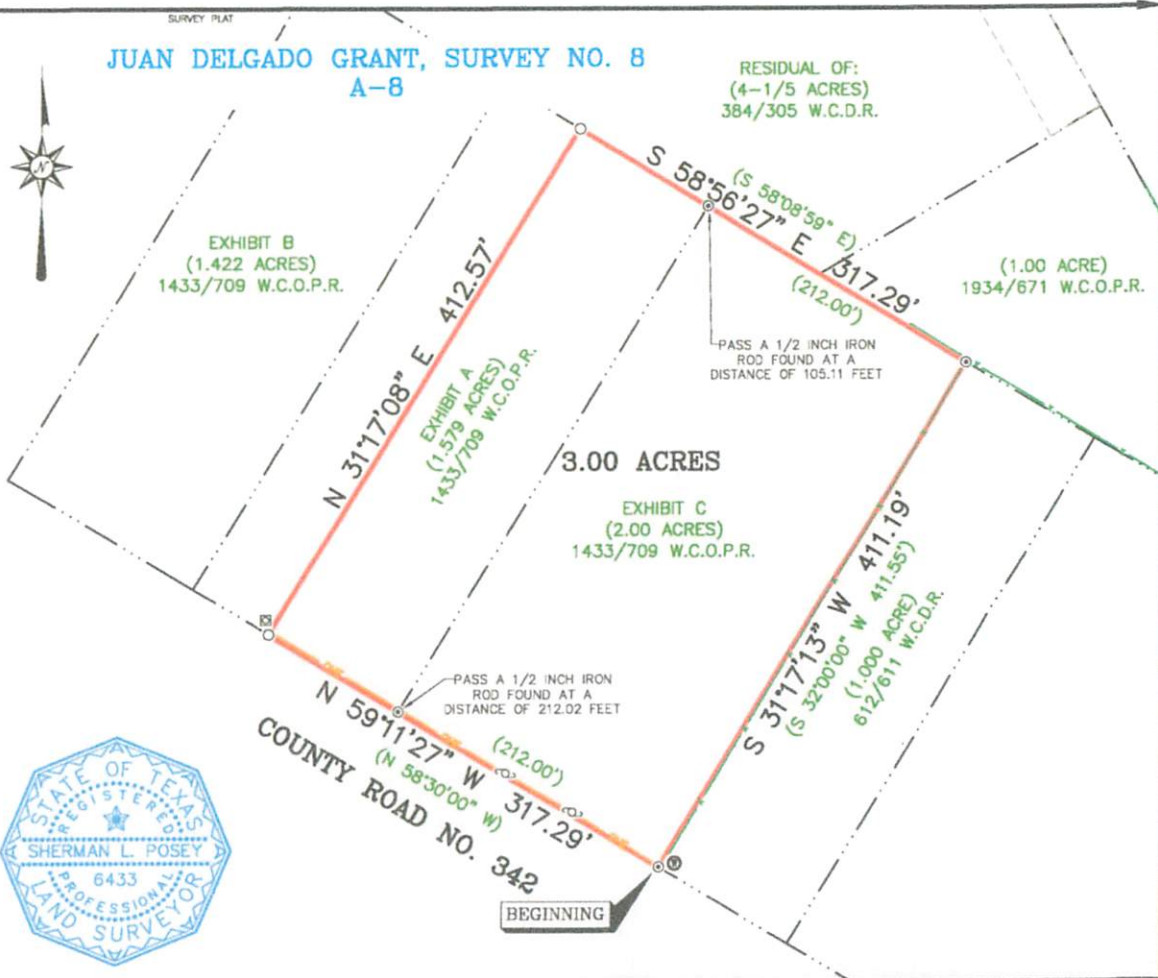 SURVEY PLAT
JUAN DELGADO GRANT, SURVEY NO. 8
A-8
RESIDUAL OF:
(4-1/5 ACRES)
384/305 W.C.D.R.
N
S 58°56'27" E 317.29'
(S 58°08'59" E)
(212.00')
EXHIBIT B
(1.422 ACRES)
1433/709 W.C.O.P.R.
(1.00 ACRE)
1934/671 W.C.O.P.R.
N 31°17'08" E 412.57'
EXHIBIT A
(1.579 ACRES)
1433/709 W.C.O.P.R.
PASS A 1/2 INCH IRON
ROD FOUND AT A
DISTANCE OF 105.11 FEET
3.00 ACRES
EXHIBIT C
(2.00 ACRES)
1433/709 W.C.O.P.R.
S 31°17'13" W 411.19'
(S 32°00'00" W 411.55')
(1.000 ACRE)
612/611 W.C.D.R.
PASS A 1/2 INCH IRON
ROD FOUND AT A
DISTANCE OF 212.02 FEET
N 59°11'27" W 317.29'
(212.00')
(N 58°30'00" W)
COUNTY ROAD NO. 342
BEGINNING
STATE OF TEXAS
REGISTERED
SHERMAN L. POSEY
6433
PROFESSIONAL
LAND SURVEYOR